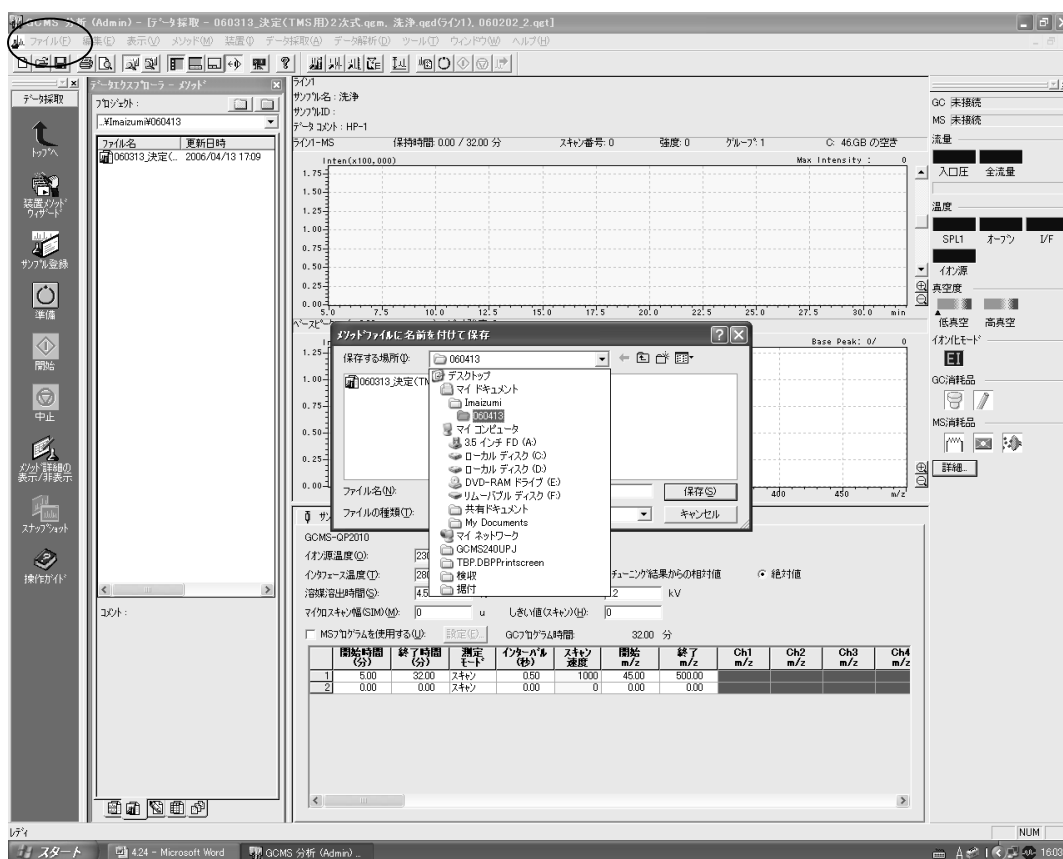 GCMS 分析 (Admin) - [ﾃﾞｰﾀ採取 - 060313_決定(TMS用)2次式.qem, 洗浄.qgd(ﾗｲﾝ1), 060202_2.qgt]
ファイル(F) 編集(E) 表示(V) メソッド(M) 装置(I) データ採取(A) データ解析(D) ツール(T) ウィンドウ(W) ヘルプ(H)
ﾃﾞｰﾀ採取
ﾄｯﾌﾟへ
装置ﾒｿｯﾄﾞ
ｳｨｻﾞｰﾄﾞ
ｻﾝﾌﾟﾙ登録
準備
開始
中止
ﾒｿｯﾄﾞ詳細の
表示/非表示
ｽﾅｯﾌﾟｼｮｯﾄ
操作ｶﾞｲﾄﾞ
ﾃﾞｰﾀｴｸｽﾌﾟﾛｰﾗ - ﾒｿｯﾄﾞ
ﾌﾟﾛｼﾞｪｸﾄ:
..¥Imaizumi¥060413
ﾌｧｲﾙ名 更新日時
060313_決定(... 2006/04/13 17:09
ｺﾒﾝﾄ:
ﾗｲﾝ1
ｻﾝﾌﾟﾙ名 : 洗浄
ｻﾝﾌﾟﾙID :
ﾃﾞｰﾀ ｺﾒﾝﾄ : HP-1
ﾗｲﾝ1-MS 保持時間: 0.00 / 32.00 分 スキャン番号: 0 強度: 0 ｸﾞﾙｰﾌﾟ: 1 C: 46GB の空き
Inten(x100,000) Max Intensity : 0
1.75
1.50
1.25
1.00
0.75
0.50
0.25
0.00
5.0 7.5 10.0 12.5 15.0 17.5 20.0 22.5 25.0 27.5 30.0 min
Base Peak: 0/ 0
1.25
1.00
0.75
0.50
0.25
0.00
400 450 m/z
メソッドファイルに名前を付けて保存
保存する場所(I): 060413
060313_決定(TM
デスクトップ
マイ ドキュメント
Imaizumi
060413
マイ コンピュータ
3.5 インチ FD (A:)
ローカル ディスク (C:)
ローカル ディスク (D:)
DVD-RAM ドライブ (E:)
リムーバブル ディスク (F:)
共有ドキュメント
My Documents
マイ ネットワーク
GCMS240UPJ
TBP.DBPPrintscreen
検収
据付
ファイル名(N): 保存(S)
ファイルの種類(T): キャンセル
GCMS-QP2010
イオン源温度(O): 230
インタフェース温度(T): 280 チューニング結果からの相対値 絶対値
溶媒溶出時間(S): 4.5 kV
マイクロスキャン幅(SIM)(M): 0 u しきい値(スキャン)(H): 0
MSﾌﾟﾛｸﾞﾗﾑを使用する(U): 設定(E)... GCﾌﾟﾛｸﾞﾗﾑ時間: 32.00 分
開始時間(分) 終了時間(分) 測定ﾓｰﾄﾞ ｲﾝﾀｰﾊﾞﾙ(秒) ｽｷｬﾝ速度 開始m/z 終了m/z Ch1m/z Ch2m/z Ch3m/z Ch4m/z
1 5.00 32.00 スキャン 0.50 1000 45.00 500.00
2 0.00 0.00 スキャン 0.00 0 0.00 0.00
GC 未接続
MS 未接続
流量
入口圧 全流量
温度
SPL1 ｵｰﾌﾞﾝ I/F
ｲｵﾝ源
真空度
低真空 高真空
ｲｵﾝ化ﾓｰﾄﾞ
EI
GC消耗品
MS消耗品
詳細...
ﾚﾃﾞｨ NUM
スタート 4.24 - Microsoft Word GCMS 分析 (Admin) ... 16:03